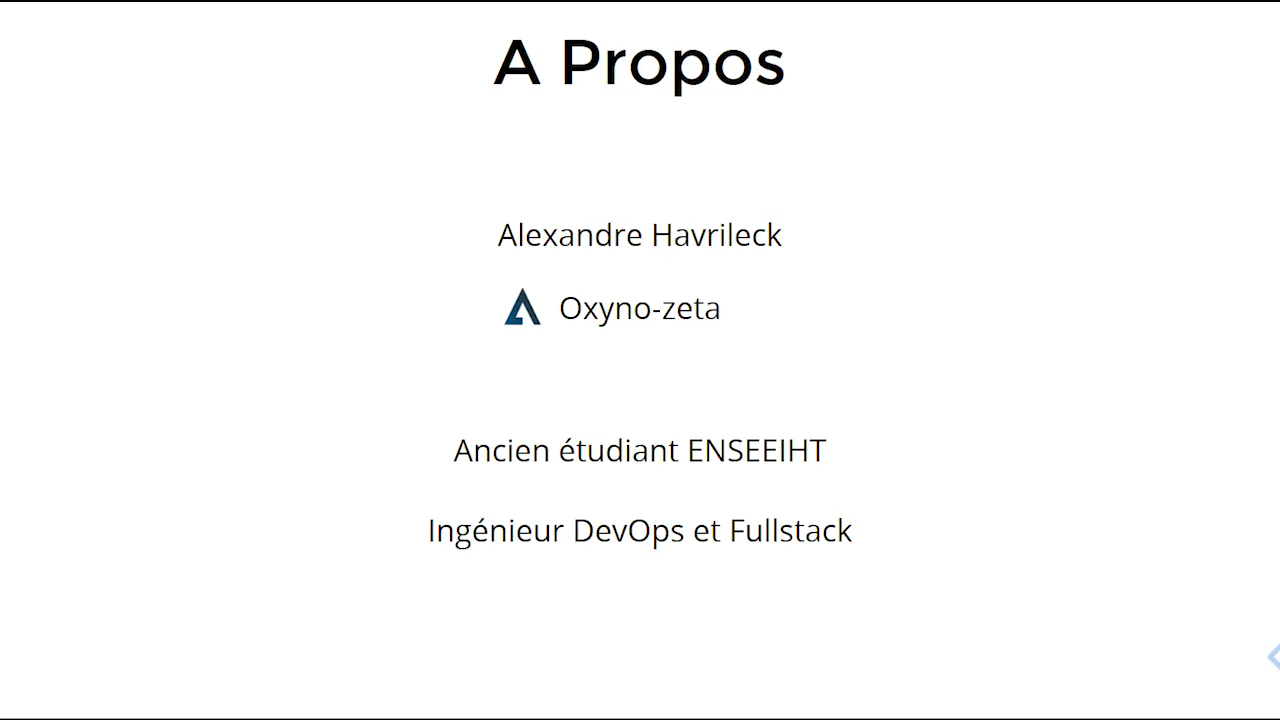 A Propos
Alexandre Havrileck
Oxyno-zeta
Ancien étudiant ENSEEIHT
Ingénieur DevOps et Fullstack